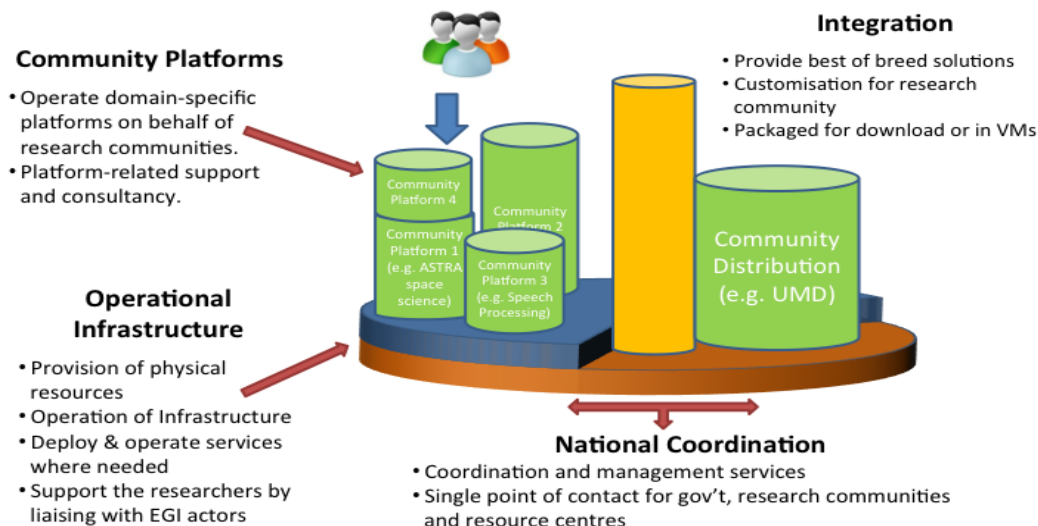 Community Platforms
• Operate domain-specific
platforms on behalf of
research communities.
• Platform-related support
and consultancy.
Integration
• Provide best of breed solutions
• Customisation for research
community
• Packaged for download or in VMs
Community
Platform 4
Community
Platform 1
(e.g. ASTRA
space
science)
Community
Platform 2
Community
Platform 3
(e.g. Speech
Processing)
Community
Distribution
(e.g. UMD)
Operational
Infrastructure
• Provision of physical
resources
• Operation of Infrastructure
• Deploy & operate services
where needed
• Support the researchers by
liaising with EGI actors
National Coordination
• Coordination and management services
• Single point of contact for gov't, research communities
and resource centres